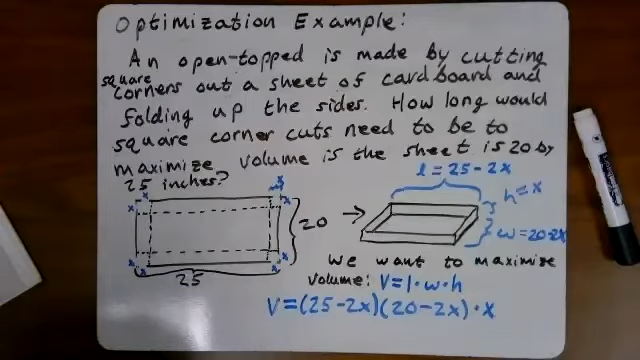 Optimization Example:
An open-topped is made by cutting
square
corners out a sheet of cardboard and
folding up the sides. How long would
square corner cuts need to be to
maximize volume is the sheet is 20 by
25 inches?
l = 25 - 2x
h = x
w = 20-2x
x x x x
x x x x
20
25
We want to maximize
volume: V = l · w · h
V = (25 - 2x)(20 - 2x) · x